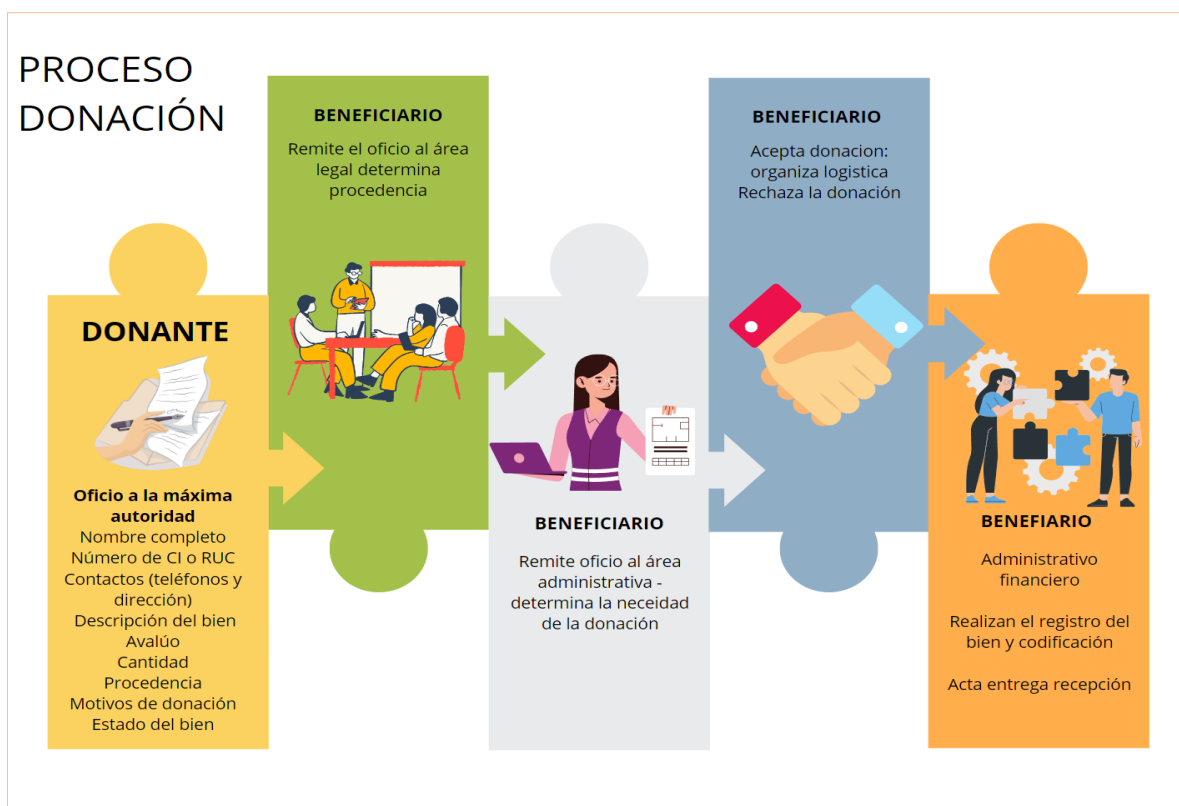 PROCESO
DONACIÓN
DONANTE
Oficio a la máxima
autoridad
Nombre completo
Número de CI o RUC
Contactos (teléfonos y
dirección)
Descripción del bien
Avalúo
Cantidad
Procedencia
Motivos de donación
Estado del bien
BENEFICIARIO
Remite el oficio al área
legal determina
procedencia
BENEFICIARIO
Remite oficio al área
administrativa -
determina la neceidad
de la donación
BENEFICIARIO
Acepta donacion:
organiza logistica
Rechaza la donación
BENEFIARIO
Administrativo
financiero
Realizan el registro del
bien y codificación
Acta entrega recepción